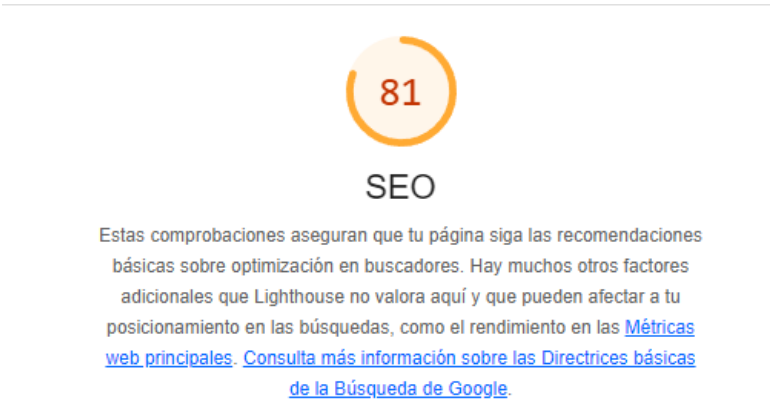 81
SEO
Estas comprobaciones aseguran que tu página siga las recomendaciones
básicas sobre optimización en buscadores. Hay muchos otros factores
adicionales que Lighthouse no valora aquí y que pueden afectar a tu
posicionamiento en las búsquedas, como el rendimiento en las Métricas
web principales. Consulta más información sobre las Directrices básicas
de la Búsqueda de Google.